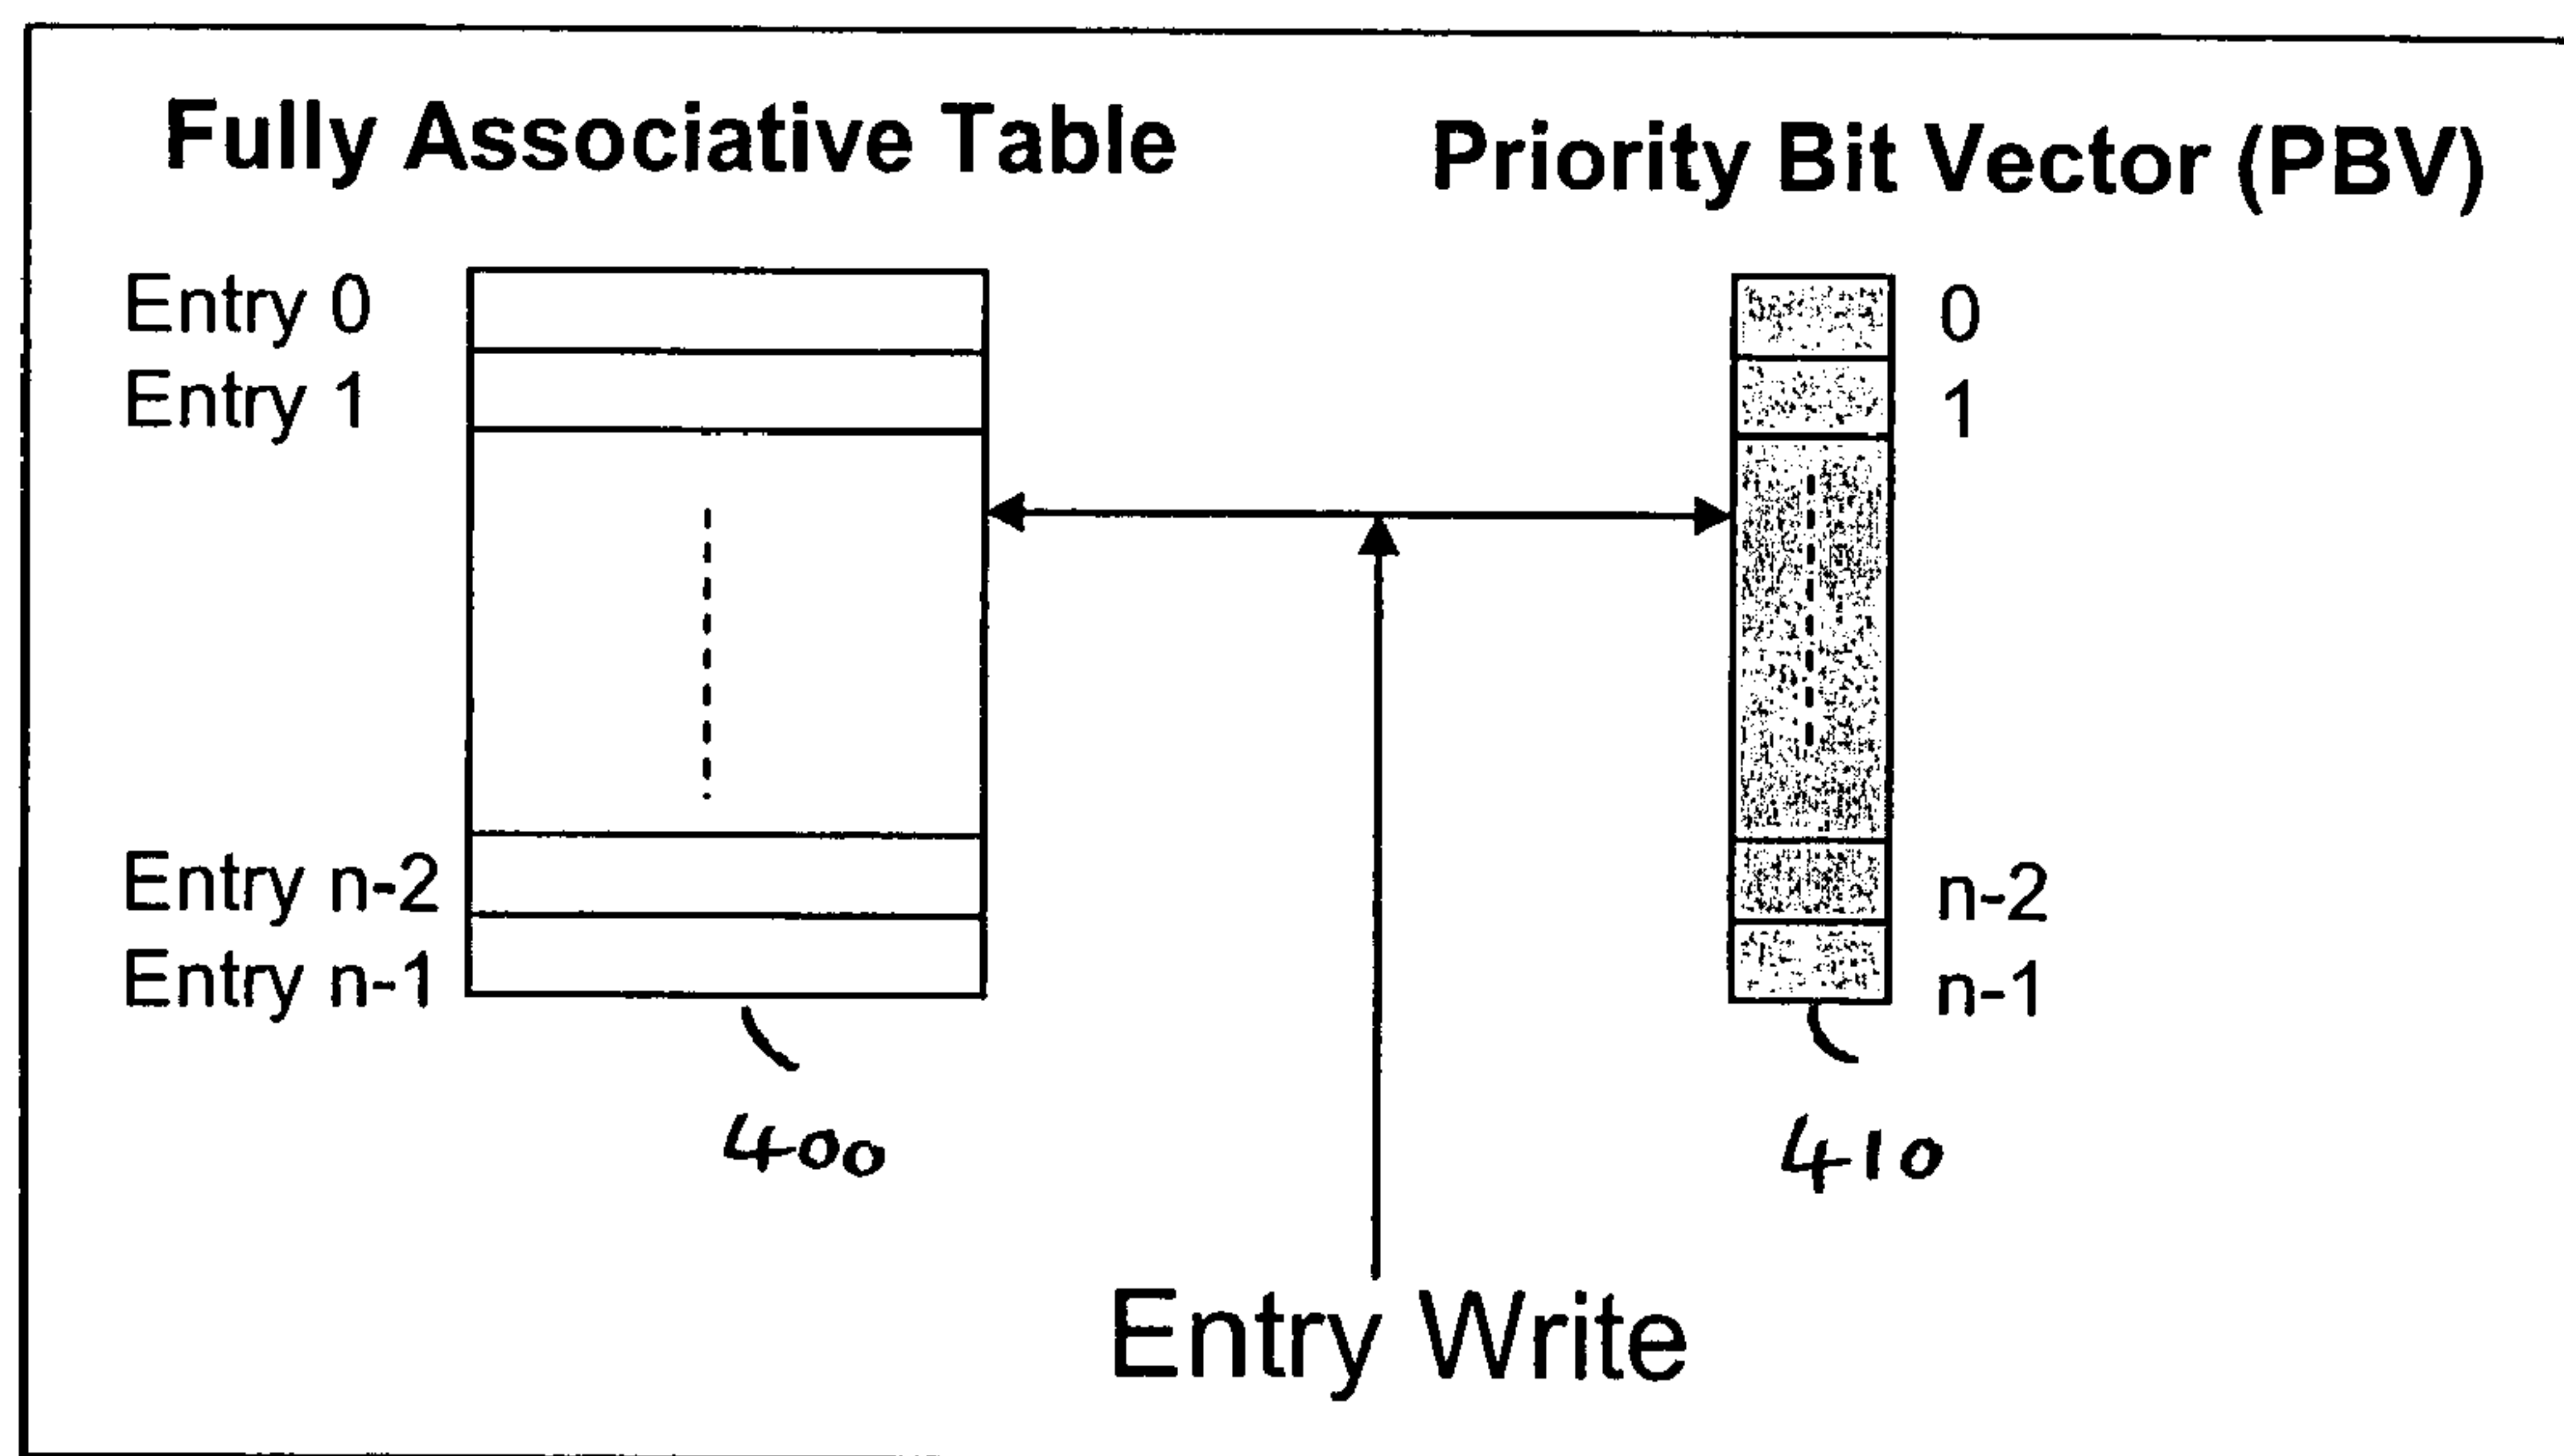 Fully Associative Table
Priority Bit Vector (PBV)
Entry 0
0
Entry 1
1
Entry n-2
n-2
Entry n-1
n-1
400
410
Entry Write